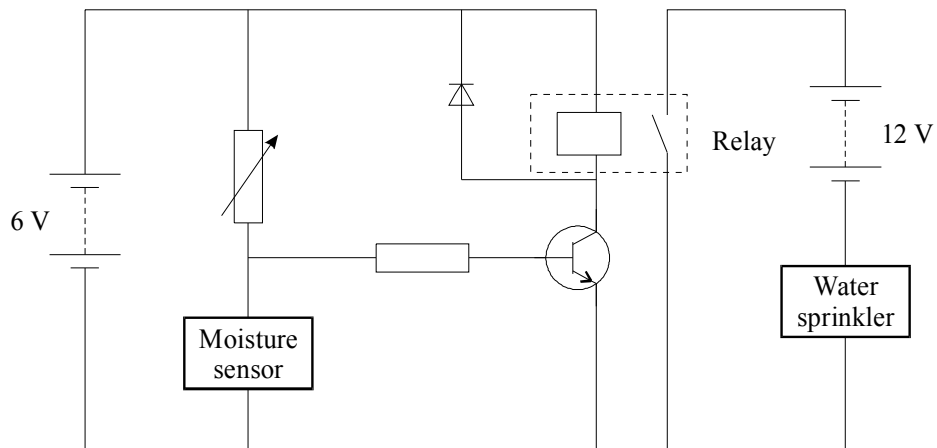 6 V
Moisture
sensor
Relay
12 V
Water
sprinkler